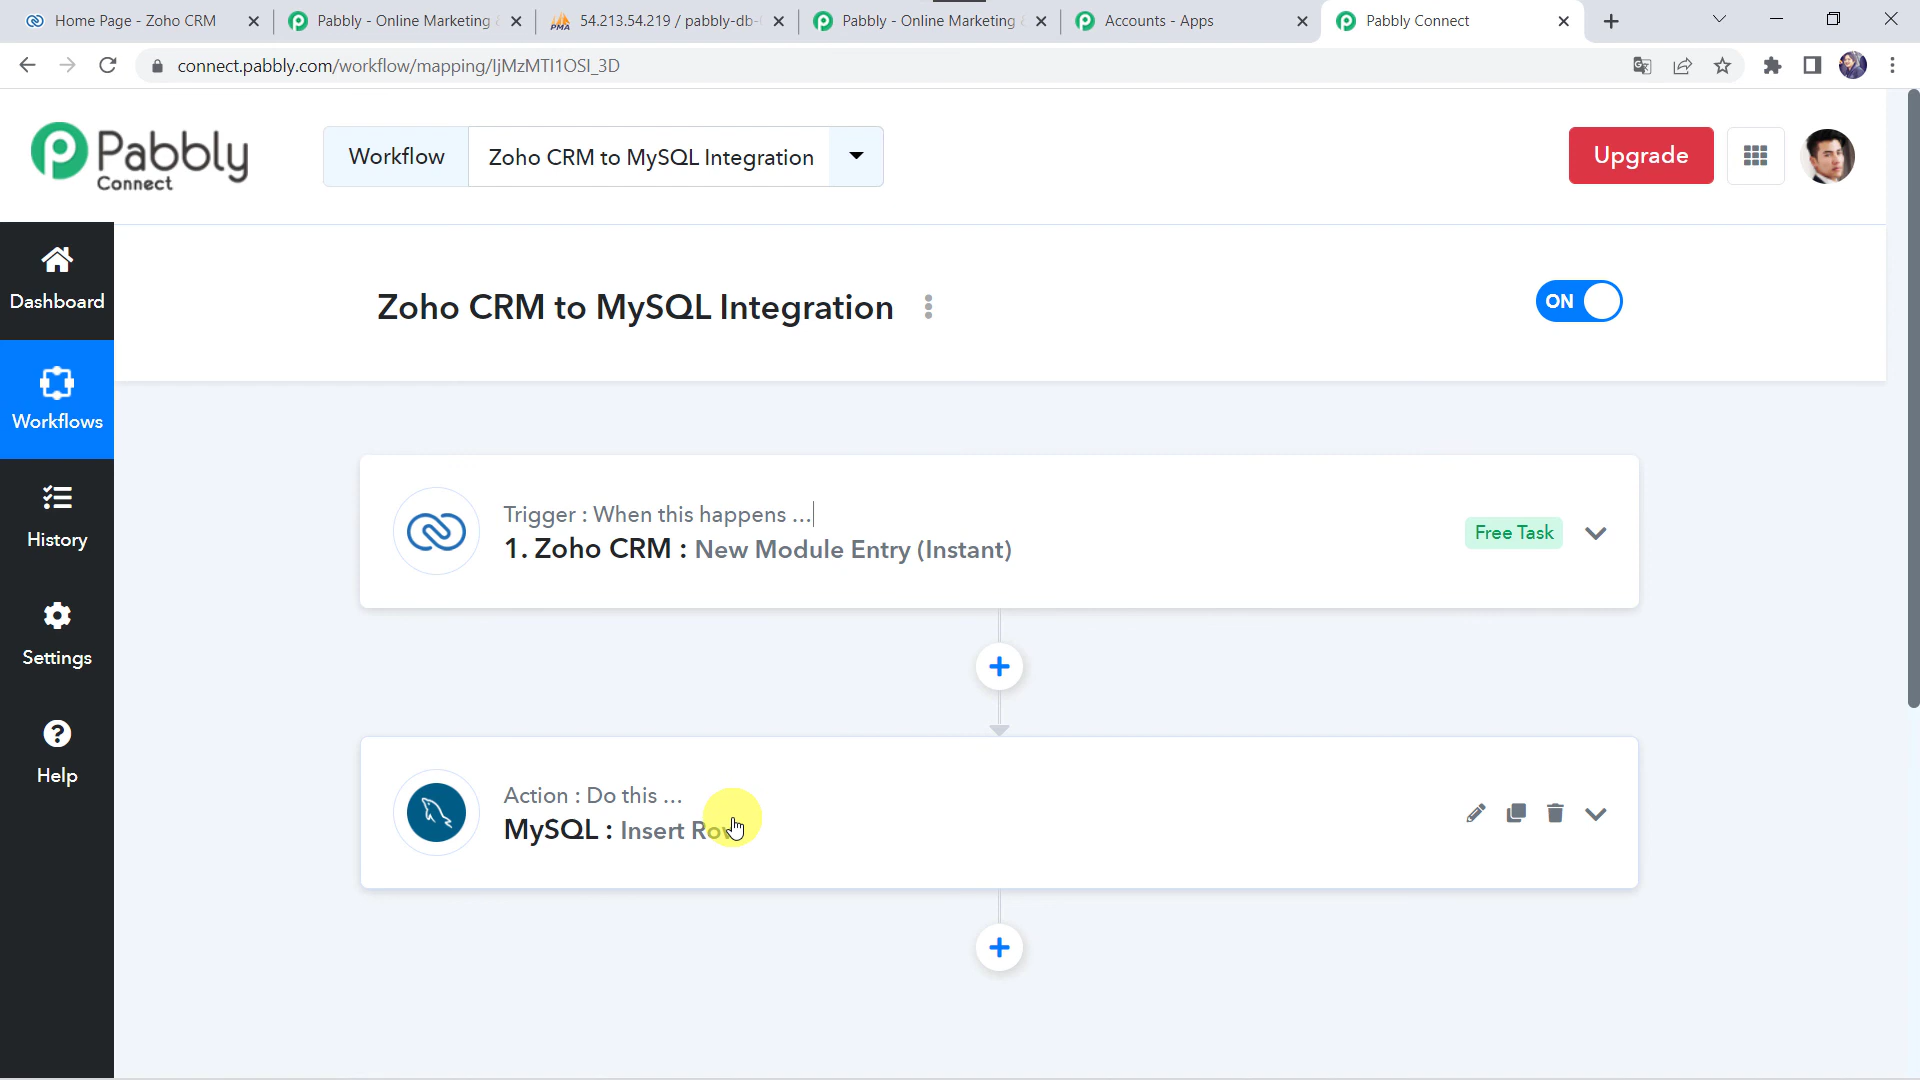 Home Page - Zoho CRM
Pabbly - Online Marketing
54.213.54.219 / pabbly-db-
Pabbly - Online Marketing
Accounts - Apps
Pabbly Connect
connect.pabbly.com/workflow/mapping/IjMzMTI1OSI_3D
Pabbly
Connect
Workflow
Zoho CRM to MySQL Integration
Upgrade
Dashboard
Workflows
History
Settings
Help
Zoho CRM to MySQL Integration
ON
Trigger : When this happens ...
1. Zoho CRM : New Module Entry (Instant)
Free Task
Action : Do this ...
MySQL : Insert Row